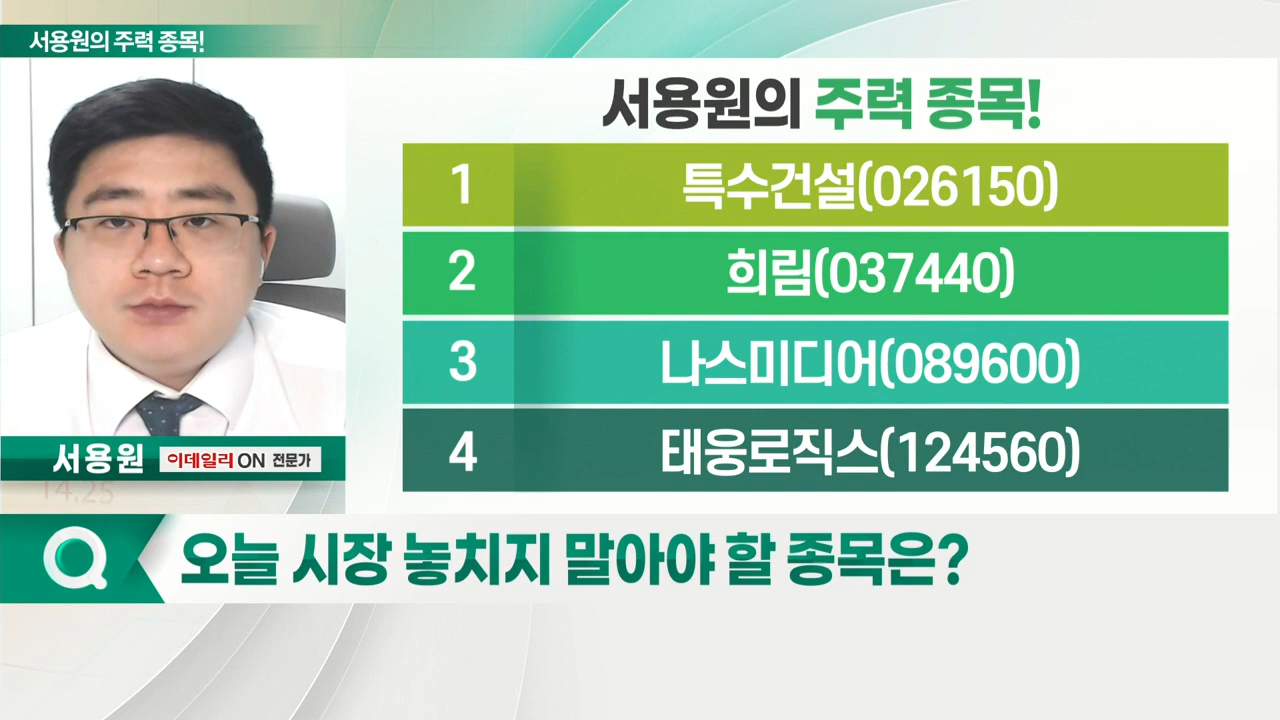 서용원의 주력 종목!
서용원의 주력 종목!
1 특수건설(026150)
2 희림(037440)
3 나스미디어(089600)
4 태웅로직스(124560)
서용원 이데일리 ON 전문가
14.25
Q 오늘 시장 놓치지 말아야 할 종목은?